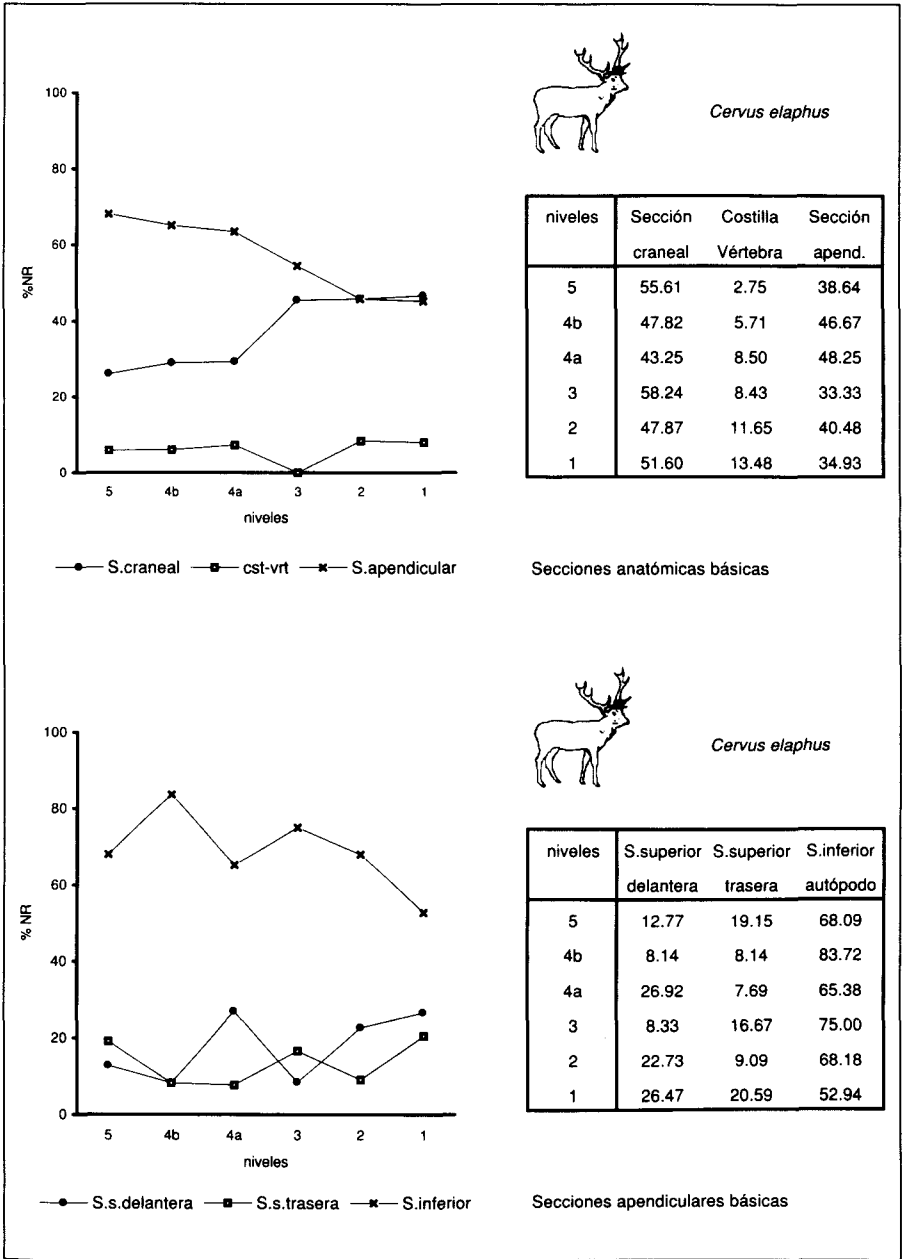 100
80
60
40
20
0
%NR
5 4b 4a 3 2 1
niveles
S.craneal cst-vrt S.apendicular
Cervus elaphus
niveles Sección Costilla Sección
craneal Vértebra apend.
5 55.61 2.75 38.64
4b 47.82 5.71 46.67
4a 43.25 8.50 48.25
3 58.24 8.43 33.33
2 47.87 11.65 40.48
1 51.60 13.48 34.93
Secciones anatómicas básicas
100
80
60
40
20
0
% NR
5 4b 4a 3 2 1
niveles
S.s.delantera S.s.trasera S.inferior
Cervus elaphus
niveles S.superior S.superior S.inferior
delantera trasera autópodo
5 12.77 19.15 68.09
4b 8.14 8.14 83.72
4a 26.92 7.69 65.38
3 8.33 16.67 75.00
2 22.73 9.09 68.18
1 26.47 20.59 52.94
Secciones apendiculares básicas